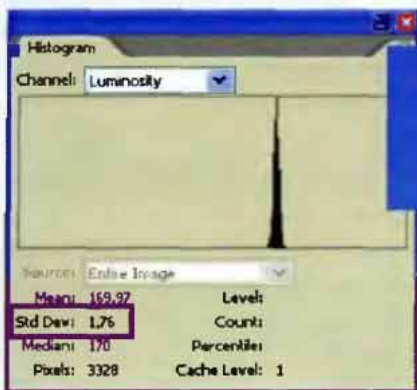 Histogram
Channel: Luminosity
Source: Entire Image
Mean: 169,97 Level:
Std Dev: 1,76 Count:
Median: 170 Percentile:
Pixels: 3328 Cache Level: 1